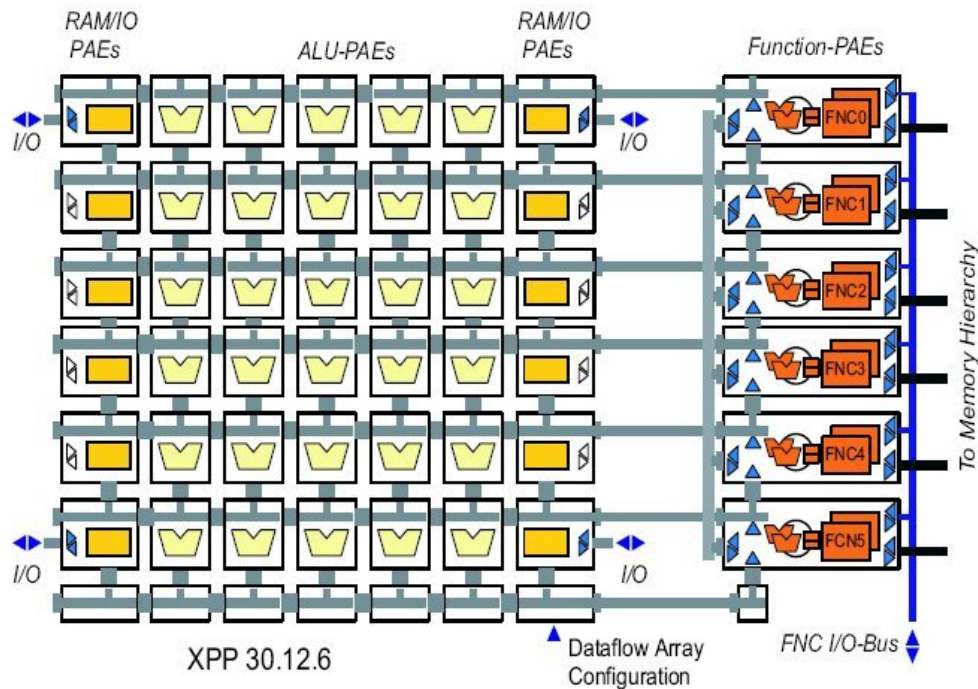 RAM/IO
PAEs
ALU-PAEs
RAM/IO
PAEs
Function-PAEs
I/O
I/O
FNC0
FNC1
FNC2
FNC3
FNC4
FCN5
To Memory Hierarchy
I/O
I/O
XPP 30.12.6
Dataflow Array
Configuration
FNC I/O-Bus